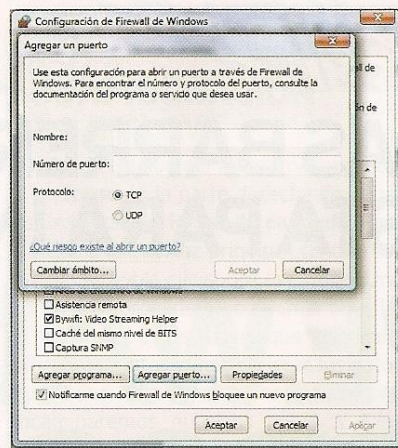 Configuración de Firewall de Windows
Agregar un puerto
Use esta configuración para abrir un puerto a través de Firewall de
Windows. Para encontrar el número y protocolo del puerto, consulte la
documentación del programa o servicio que desea usar.
all de
ón de
Nombre:
Número de puerto:
Protocolo:
TCP
UDP
¿Qué riesgo existe al abrir un puerto?
Cambiar ámbito...
Aceptar
Cancelar
Asistencia remota
Bywifi: Video Streaming Helper
Caché del mismo nivel de BITS
Captura SNMP
Agregar programa...
Agregar puerto...
Propiedades
Eliminar
Notificarme cuando Firewall de Windows bloquee un nuevo programa
Aceptar
Cancelar
Aplicar